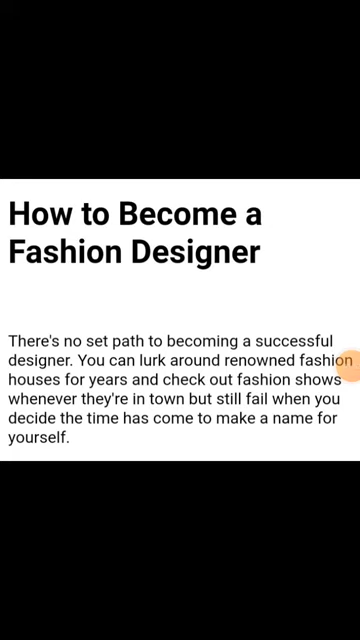 How to Become a
Fashion Designer
There's no set path to becoming a successful
designer. You can lurk around renowned fashion
houses for years and check out fashion shows
whenever they're in town but still fail when you
decide the time has come to make a name for
yourself.